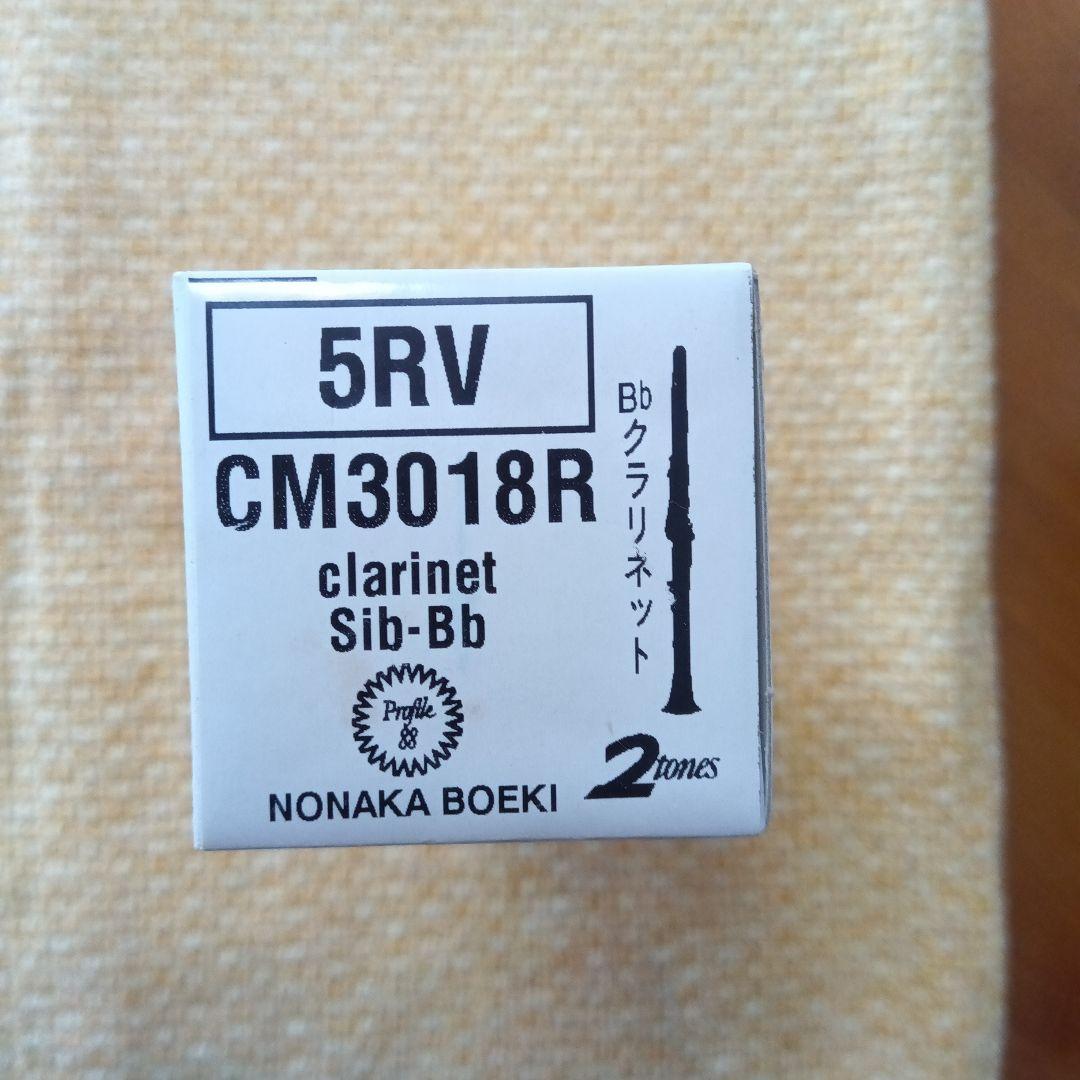 5RV
CM3018R
clarinet
Sib-Bb
Profile
88
NONAKA BOEKI
Bbクラリネット
2tones